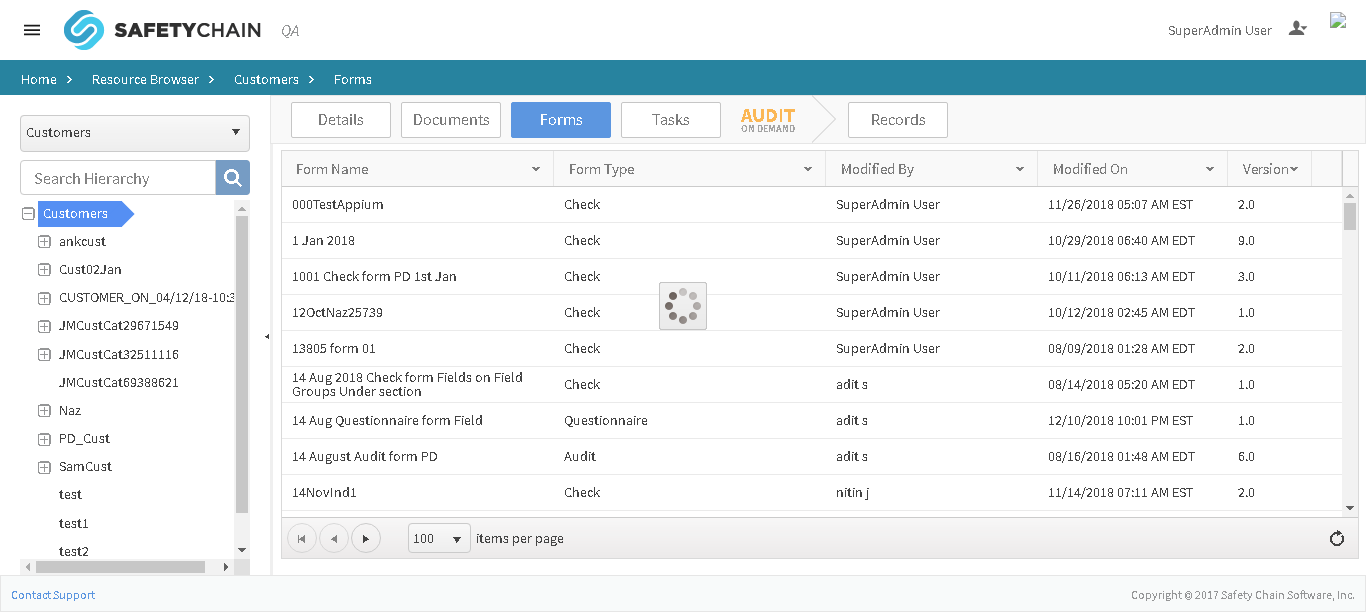 SAFETYCHAIN QA SuperAdmin User
Home Resource Browser Customers Forms
Customers
Search Hierarchy
Customers
ankcust
Cust02Jan
CUSTOMER_ON_04/12/18-10:3
JMCustCat29671549
JMCustCat32511116
JMCustCat69388621
Naz
PD_Cust
SamCust
test
test1
test2
Details Documents Forms Tasks AUDIT ON DEMAND Records
Form Name Form Type Modified By Modified On Version
000TestAppium Check SuperAdmin User 11/26/2018 05:07 AM EST 2.0
1 Jan 2018 Check SuperAdmin User 10/29/2018 06:40 AM EDT 9.0
1001 Check form PD 1st Jan Check SuperAdmin User 10/11/2018 06:13 AM EDT 3.0
12OctNaz25739 Check SuperAdmin User 10/12/2018 02:45 AM EDT 1.0
13805 form 01 Check SuperAdmin User 08/09/2018 01:28 AM EDT 2.0
14 Aug 2018 Check form Fields on Field
Groups Under section Check adit s 08/14/2018 05:20 AM EDT 1.0
14 Aug Questionnaire form Field Questionnaire adit s 12/10/2018 10:01 PM EST 1.0
14 August Audit form PD Audit adit s 08/16/2018 01:48 AM EDT 6.0
14NovInd1 Check nitin j 11/14/2018 07:11 AM EST 2.0
100 items per page
Contact Support Copyright © 2017 Safety Chain Software, Inc.